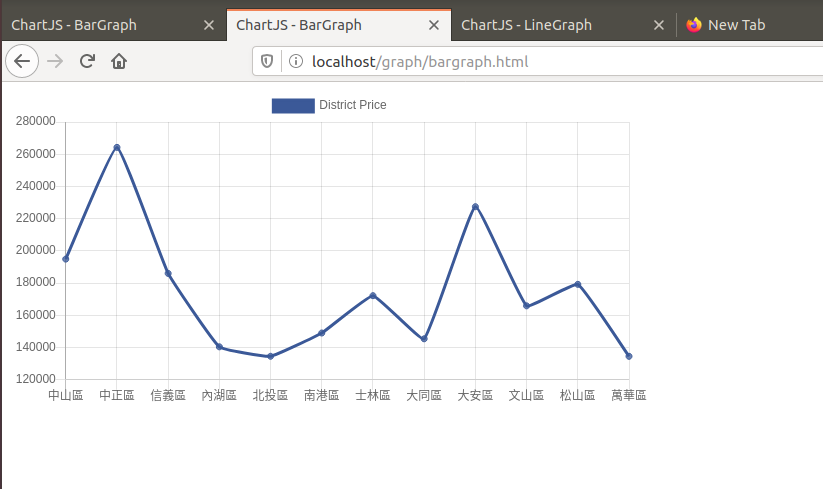 ChartJS - BarGraph
ChartJS - BarGraph
ChartJS - LineGraph
New Tab
localhost/graph/bargraph.html
District Price
280000
260000
240000
220000
200000
180000
160000
140000
120000
中山區 中正區 信義區 內湖區 北投區 南港區 士林區 大同區 大安區 文山區 松山區 萬華區